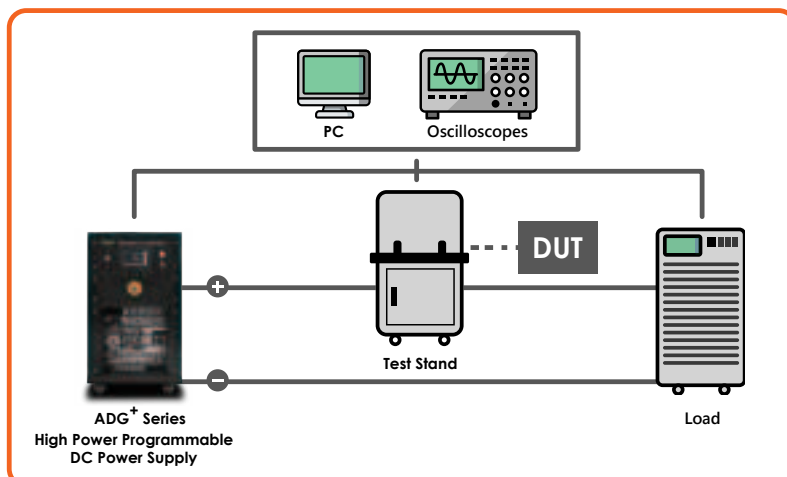 PC
Oscilloscopes
DUT
+
Test Stand
−
ADG⁺ Series
High Power Programmable
DC Power Supply
Load